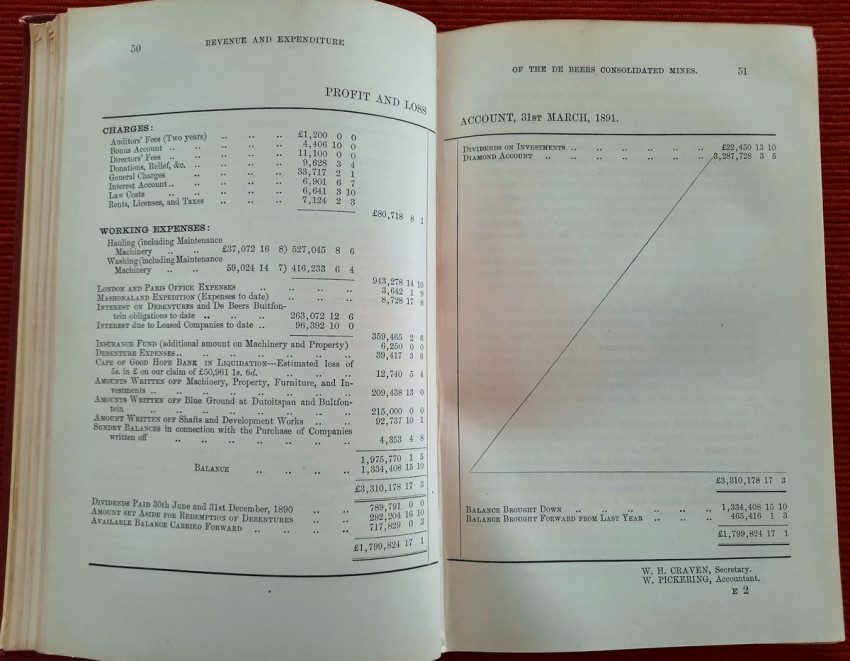 50
REVENUE AND EXPENDITURE
PROFIT AND LOSS
CHARGES:
Auditors' Fees (Two years) .. .. .. £1,200 0 0
Bonus Account .. .. .. .. 4,406 10 0
Directors' Fees .. .. .. .. 11,100 0 0
Donations, Relief, &c. .. .. .. .. 9,628 3 4
General Charges .. .. .. 33,717 2 1
Interest Account .. .. .. .. 6,901 6 7
Law Costs .. .. .. .. 6,641 3 10
Rents, Licenses, and Taxes .. .. .. 7,124 2 3
£80,718 8 1
WORKING EXPENSES:
Hauling (including Maintenance
Machinery .. .. £37,072 16 8) 527,045 8 6
Washing (including Maintenance
Machinery .. .. 59,024 14 7) 416,233 6 4
943,278 14 10
LONDON AND PARIS OFFICE EXPENSES .. .. .. 3,642 1 9
MASHONALAND EXPEDITION (Expenses to date) .. .. .. 8,728 17 8
INTEREST ON DEBENTURES and De Beers Bultfon-
tein obligations to date .. .. .. 263,072 12 6
INTEREST due to Leased Companies to date .. 96,392 10 0
359,465 2 6
INSURANCE FUND (additional amount on Machinery and Property) 6,250 0 0
DEBENTURE EXPENSES .. .. .. .. .. .. 39,417 3 6
CAPE OF GOOD HOPE BANK IN LIQUIDATION—Estimated loss of
5s. in £ on our claim of £50,961 1s. 6d. .. .. .. 12,740 5 4
AMOUNTS WRITTEN OFF Machinery, Property, Furniture, and In-
vestments .. .. .. .. .. .. .. 209,438 13 0
AMOUNTS WRITTEN OFF Blue Ground at Dutoitspan and Bultfon-
tein .. .. .. .. .. .. .. 215,000 0 0
AMOUNT WRITTEN OFF Shafts and Development Works .. .. 92,737 10 1
SUNDRY BALANCES in connection with the Purchase of Companies
written off .. .. .. .. .. .. 4,353 4 8
1,975,770 1 5
BALANCE .. .. .. .. 1,334,408 15 10
£3,310,178 17 3
DIVIDENDS PAID 30th June and 31st December, 1890 .. .. 789,791 0 0
AMOUNT SET ASIDE FOR REDEMPTION OF DEBENTURES .. .. 292,204 16 10
AVAILABLE BALANCE CARRIED FORWARD .. .. .. .. 717,829 0 3
£1,799,824 17 1
OF THE DE BEERS CONSOLIDATED MINES.
51
ACCOUNT, 31ST MARCH, 1891.
DIVIDENDS ON INVESTMENTS .. .. .. .. .. .. £22,450 13 10
DIAMOND ACCOUNT .. .. .. .. .. .. .. 3,287,728 3 5
£3,310,178 17 3
BALANCE BROUGHT DOWN .. .. .. .. .. .. 1,334,408 15 10
BALANCE BROUGHT FORWARD FROM LAST YEAR .. .. .. 465,416 1 3
£1,799,824 17 1
W. H. CRAVEN, Secretary.
W. PICKERING, Accountant.
E 2